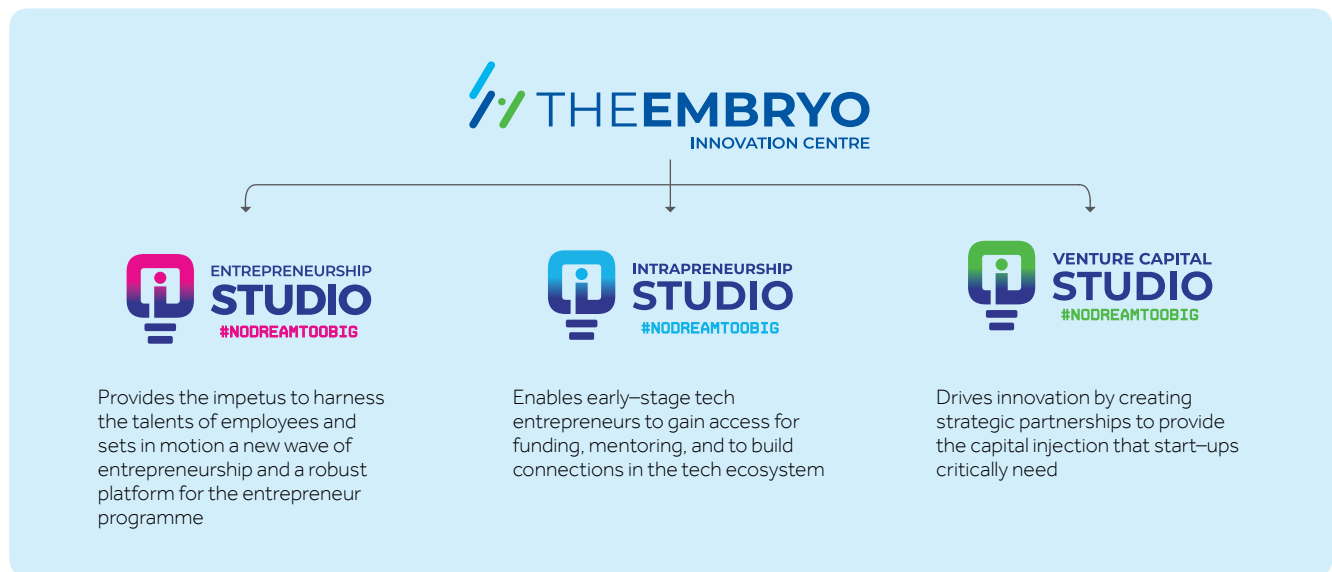 THEEMBRYO
INNOVATION CENTRE
ENTREPRENEURSHIP
STUDIO
#NODREAMTOOBIG
Provides the impetus to harness
the talents of employees and
sets in motion a new wave of
entrepreneurship and a robust
platform for the entrepreneur
programme
INTRAPRENEURSHIP
STUDIO
#NODREAMTOOBIG
Enables early–stage tech
entrepreneurs to gain access for
funding, mentoring, and to build
connections in the tech ecosystem
VENTURE CAPITAL
STUDIO
#NODREAMTOOBIG
Drives innovation by creating
strategic partnerships to provide
the capital injection that start–ups
critically need